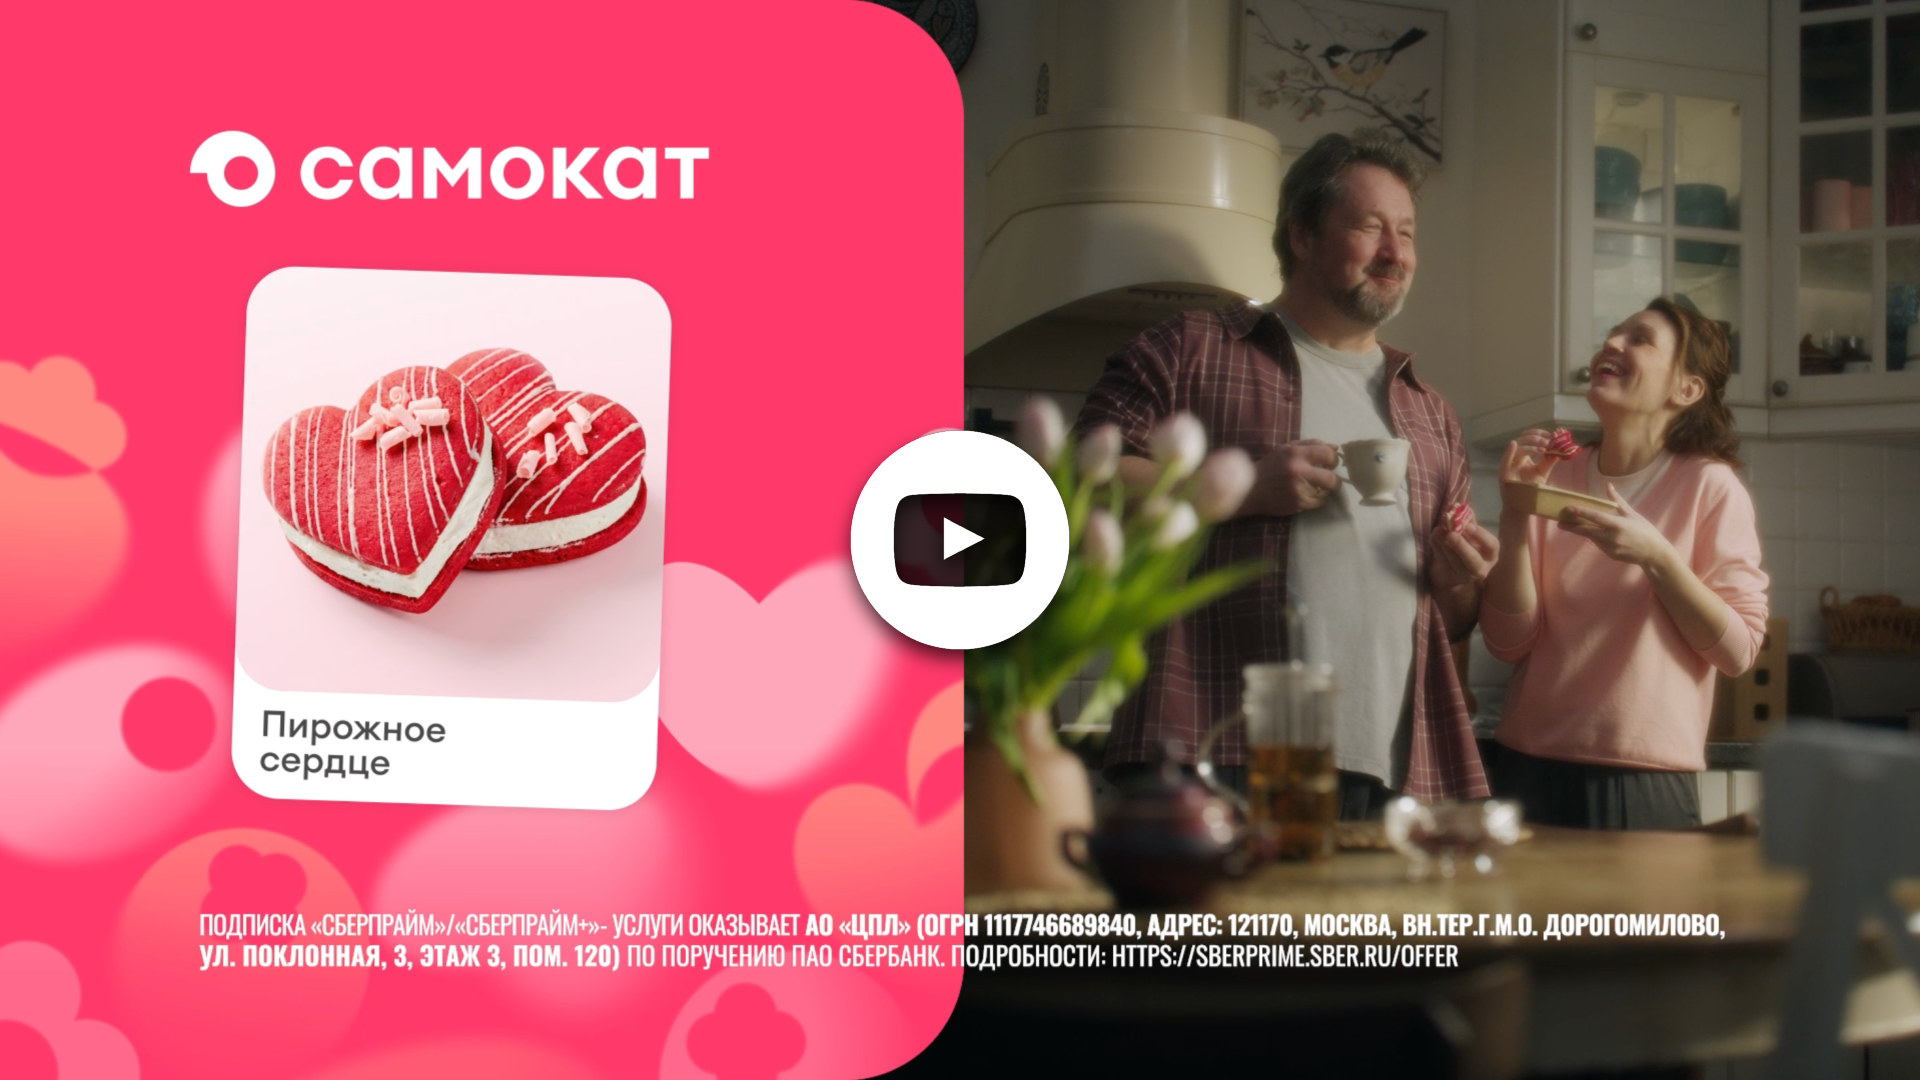 самокат
Пирожное
сердце
ПОДПИСКА «СБЕРПРАЙМ»/«СБЕРПРАЙМ+»- УСЛУГИ ОКАЗЫВАЕТ АО «ЦПЛ» (ОГРН 1117746689840, АДРЕС: 121170, МОСКВА, ВН.ТЕР.Г.М.О. ДОРОГОМИЛОВО,
УЛ. ПОКЛОННАЯ, 3, ЭТАЖ 3, ПОМ. 120) ПО ПОРУЧЕНИЮ ПАО СБЕРБАНК. ПОДРОБНОСТИ: HTTPS://SBERPRIME.SBER.RU/OFFER